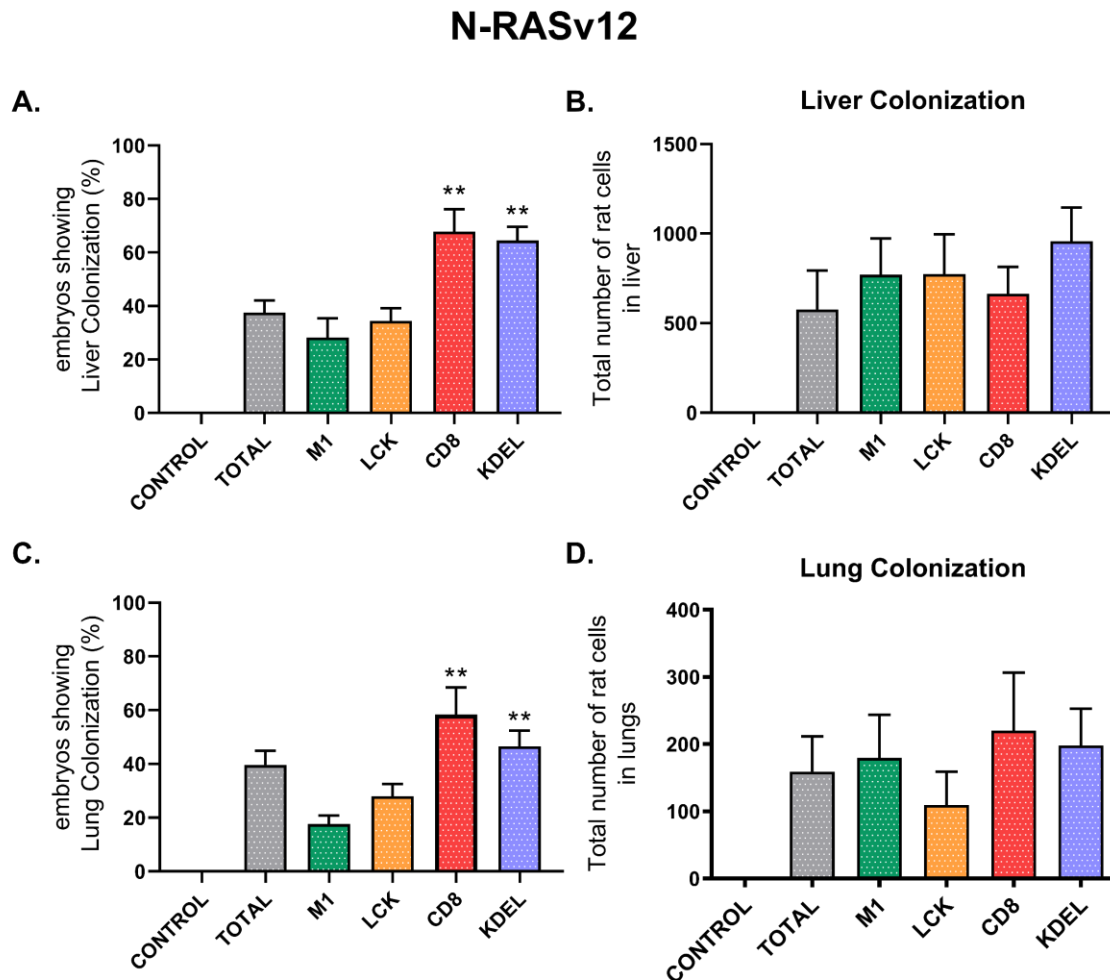 N-RASv12
A.
embryos showing
Liver Colonization (%)
100
80
60
40
20
0
**
**
CONTROL
TOTAL
M1
LCK
CD8
KDEL
B.
Liver Colonization
Total number of rat cells
in liver
1500
1000
500
0
CONTROL
TOTAL
M1
LCK
CD8
KDEL
C.
embryos showing
Lung Colonization (%)
100
80
60
40
20
0
**
**
CONTROL
TOTAL
M1
LCK
CD8
KDEL
D.
Lung Colonization
Total number of rat cells
in lungs
400
300
200
100
0
CONTROL
TOTAL
M1
LCK
CD8
KDEL